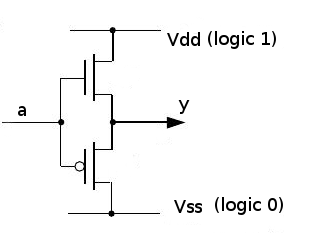 Vdd (logic 1)
a
y
Vss (logic 0)